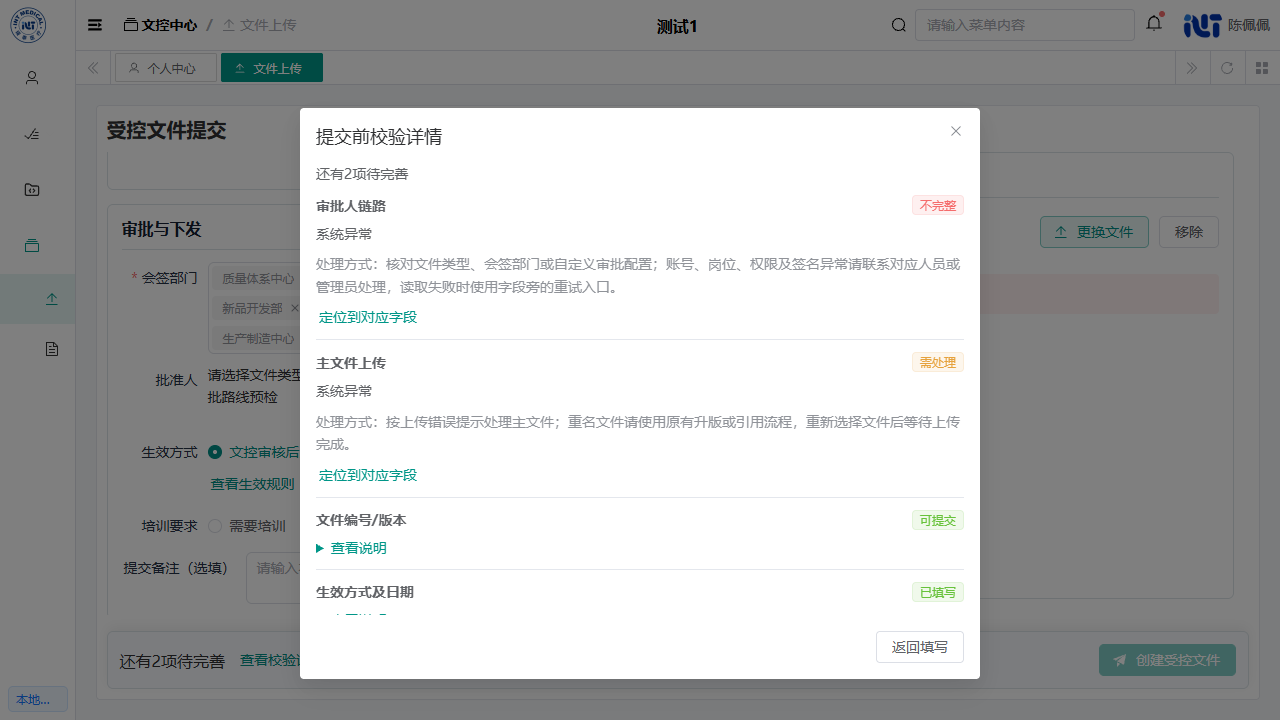 文控中心 / 文件上传
测试1
请输入菜单内容
陈佩佩
个人中心
文件上传
受控文件提交
提交前校验详情
还有2项待完善
审批人链路
不完整
系统异常
处理方式：核对文件类型、会签部门或自定义审批配置；账号、岗位、权限及签名异常请联系对应人员或
管理员处理，读取失败时使用字段旁的重试入口。
定位到对应字段
主文件上传
需处理
系统异常
处理方式：按上传错误提示处理主文件；重名文件请使用原有升版或引用流程，重新选择文件后等待上传
完成。
定位到对应字段
文件编号/版本
可提交
查看说明
生效方式及日期
已填写
返回填写
审批与下发
更换文件
移除
* 会签部门
质量体系中心
新品开发部
生产制造中心
批准人
请选择文件类型
批路线预检
生效方式
文控审核后
查看生效规则
培训要求
需要培训
提交备注（选填）
请输入
还有2项待完善
查看校验
创建受控文件
本地...